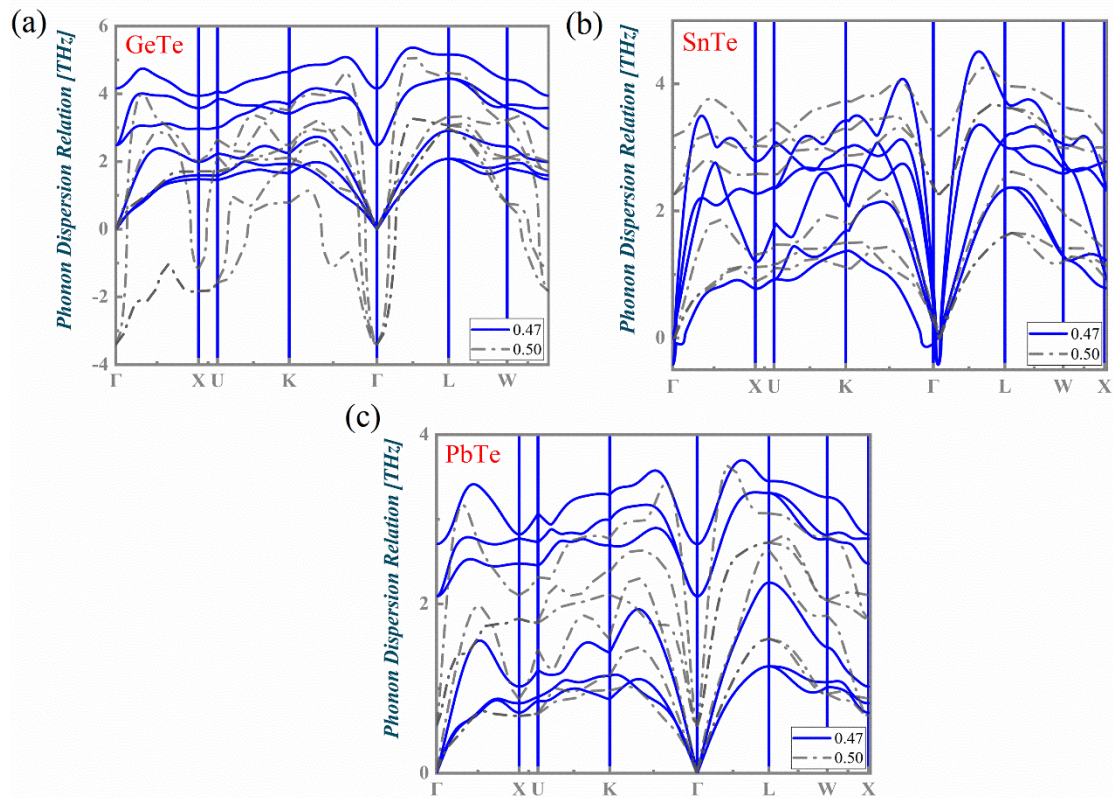 (a)
GeTe
Phonon Dispersion Relation [THz]
6
4
2
0
-2
-4
Γ X U K Γ L W
0.47
0.50
(b)
SnTe
Phonon Dispersion Relation [THz]
4
2
0
Γ X U K Γ L W X
0.47
0.50
(c)
PbTe
Phonon Dispersion Relation [THz]
4
2
0
Γ X U K Γ L W X
0.47
0.50